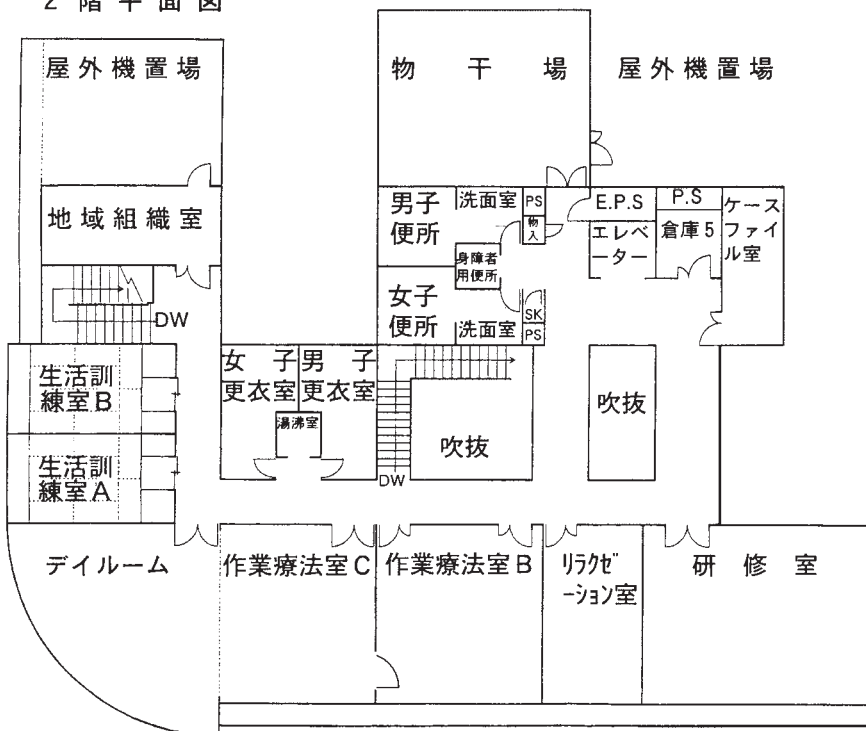 2階平面図
屋外機置場
物干場
屋外機置場
地域組織室
男子
便所
洗面室
PS
物
入
E.P.S
P.S
ケース
ファイ
ル室
エレベ
ーター
倉庫5
身障者
用便所
女子
便所
洗面室
SK
PS
DW
生活訓
練室B
女子
更衣室
男子
更衣室
湯沸室
吹抜
吹抜
DW
生活訓
練室A
デイルーム
作業療法室C
作業療法室B
リラクゼ
ーション室
研修室